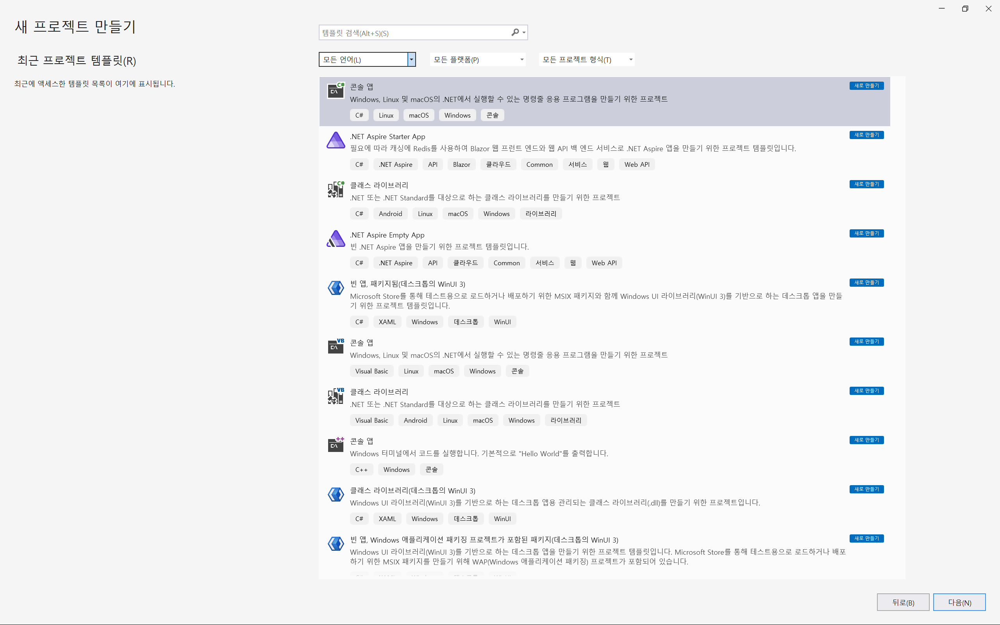 새 프로젝트 만들기
템플릿 검색(Alt+S)(S)
최근 프로젝트 템플릿(R)
모든 언어(L) 모든 플랫폼(P) 모든 프로젝트 형식(T)
최근에 액세스한 템플릿 목록이 여기에 표시됩니다.
C# C:\ 콘솔 앱 새로 만들기
Windows, Linux 및 macOS의 .NET에서 실행할 수 있는 명령줄 응용 프로그램을 만들기 위한 프로젝트
C# Linux macOS Windows 콘솔
.NET Aspire Starter App 새로 만들기
필요에 따라 캐싱에 Redis를 사용하여 Blazor 웹 프런트 엔드와 웹 API 백 엔드 서비스로 .NET Aspire 앱을 만들기 위한 프로젝트 템플릿입니다.
C# .NET Aspire API Blazor 클라우드 Common 서비스 웹 Web API
C# 클래스 라이브러리 새로 만들기
.NET 또는 .NET Standard를 대상으로 하는 클래스 라이브러리를 만들기 위한 프로젝트
C# Android Linux macOS Windows 라이브러리
.NET Aspire Empty App 새로 만들기
빈 .NET Aspire 앱을 만들기 위한 프로젝트 템플릿입니다.
C# .NET Aspire API 클라우드 Common 서비스 웹 Web API
빈 앱, 패키지됨(데스크톱의 WinUI 3) 새로 만들기
Microsoft Store를 통해 테스트용으로 로드하거나 배포하기 위한 MSIX 패키지와 함께 Windows UI 라이브러리(WinUI 3)를 기반으로 하는 데스크톱 앱을 만들
기 위한 프로젝트 템플릿입니다.
C# XAML Windows 데스크톱 WinUI
VB C:\ 콘솔 앱 새로 만들기
Windows, Linux 및 macOS의 .NET에서 실행할 수 있는 명령줄 응용 프로그램을 만들기 위한 프로젝트
Visual Basic Linux macOS Windows 콘솔
VB 클래스 라이브러리 새로 만들기
.NET 또는 .NET Standard를 대상으로 하는 클래스 라이브러리를 만들기 위한 프로젝트
Visual Basic Android Linux macOS Windows 라이브러리
++ C:\ 콘솔 앱 새로 만들기
Windows 터미널에서 코드를 실행합니다. 기본적으로 "Hello World"를 출력합니다.
C++ Windows 콘솔
클래스 라이브러리(데스크톱의 WinUI 3) 새로 만들기
Windows UI 라이브러리(WinUI 3)를 기반으로 하는 데스크톱 앱용 관리되는 클래스 라이브러리(.dll)를 만들기 위한 프로젝트입니다.
C# XAML Windows 데스크톱 WinUI
빈 앱, Windows 애플리케이션 패키징 프로젝트가 포함된 패키지(데스크톱의 WinUI 3) 새로 만들기
Windows UI 라이브러리(WinUI 3)를 기반으로 하는 데스크톱 앱을 만들기 위한 프로젝트 템플릿입니다. Microsoft Store를 통해 테스트용으로 로드하거나 배포
하기 위한 MSIX 패키지를 만들기 위해 WAP(Windows 애플리케이션 패키징) 프로젝트가 포함되어 있습니다.
뒤로(B) 다음(N)